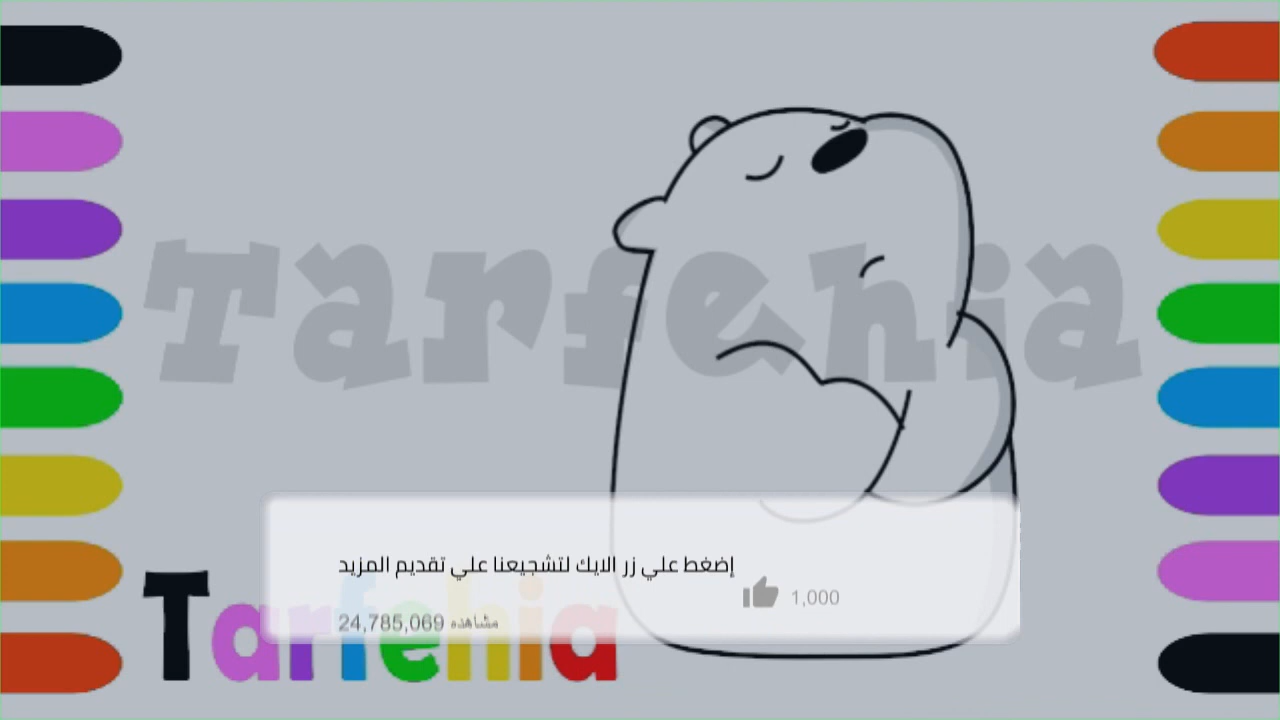 Tarfehia
إضغط علي زر الايك لتشجيعنا علي تقديم المزيد
1,000
24,785,069 مشاهده
Tarfehia